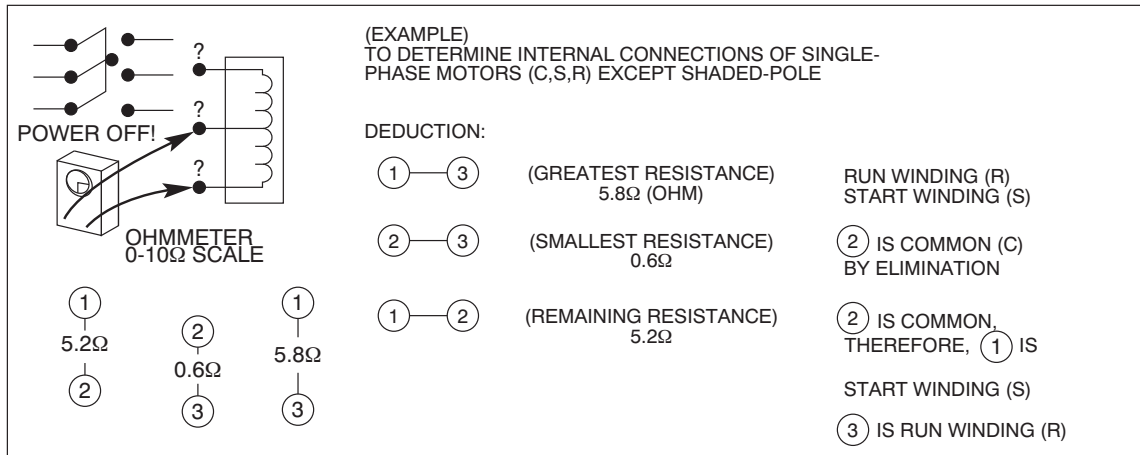 (EXAMPLE)
TO DETERMINE INTERNAL CONNECTIONS OF SINGLE-
PHASE MOTORS (C,S,R) EXCEPT SHADED-POLE
?
?
?
POWER OFF!
OHMMETER
0-10Ω SCALE
1
5.2Ω
2
2
0.6Ω
3
1
5.8Ω
3
DEDUCTION:
1 3 (GREATEST RESISTANCE) RUN WINDING (R)
5.8Ω (OHM) START WINDING (S)
2 3 (SMALLEST RESISTANCE) 2 IS COMMON (C)
0.6Ω BY ELIMINATION
1 2 (REMAINING RESISTANCE) 2 IS COMMON,
5.2Ω THEREFORE, 1 IS
START WINDING (S)
3 IS RUN WINDING (R)